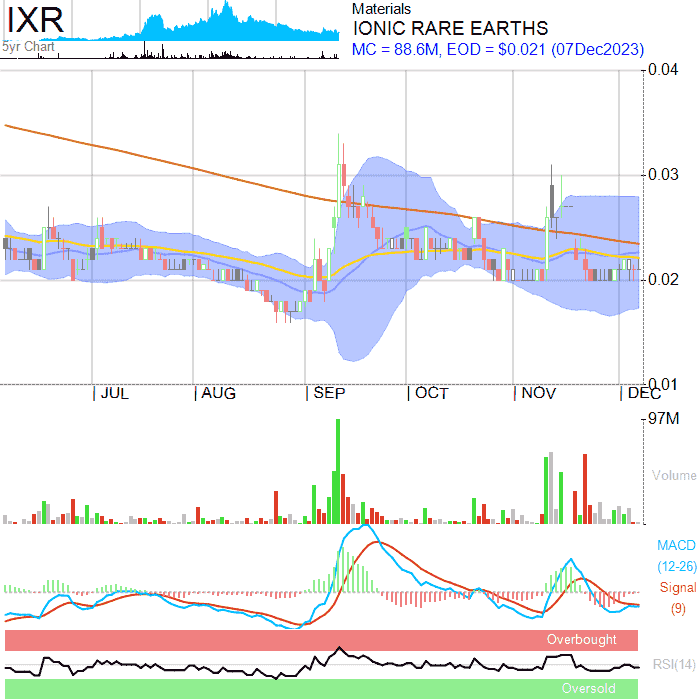 IXR
5yr Chart
Materials
IONIC RARE EARTHS
MC = 88.6M, EOD = $0.021 (07Dec2023)
0.04
0.03
0.02
0.01
JUL AUG SEP OCT NOV DEC
97M
Volume
MACD
(12-26)
Signal
(9)
Overbought
RSI(14)
Oversold